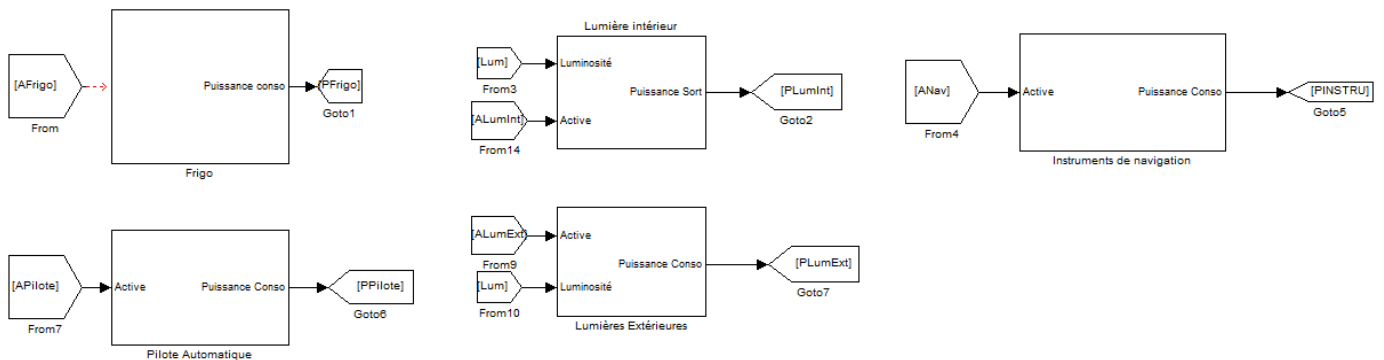 [AFrigo]
From
Puissance conso
[PFrigo]
Goto1
Frigo
Lumière intérieur
[Lum]
From3
Luminosité
[ALumInt]
From14
Active
Puissance Sort
[PLumInt]
Goto2
[ANav]
From4
Active
Puissance Conso
[PINSTRU]
Goto5
Instruments de navigation
[APilote]
From7
Active
Puissance Conso
[PPilote]
Goto6
Pilote Automatique
[ALumExt]
From9
Active
[Lum]
From10
Luminosité
Puissance Conso
[PLumExt]
Goto7
Lumières Extérieures